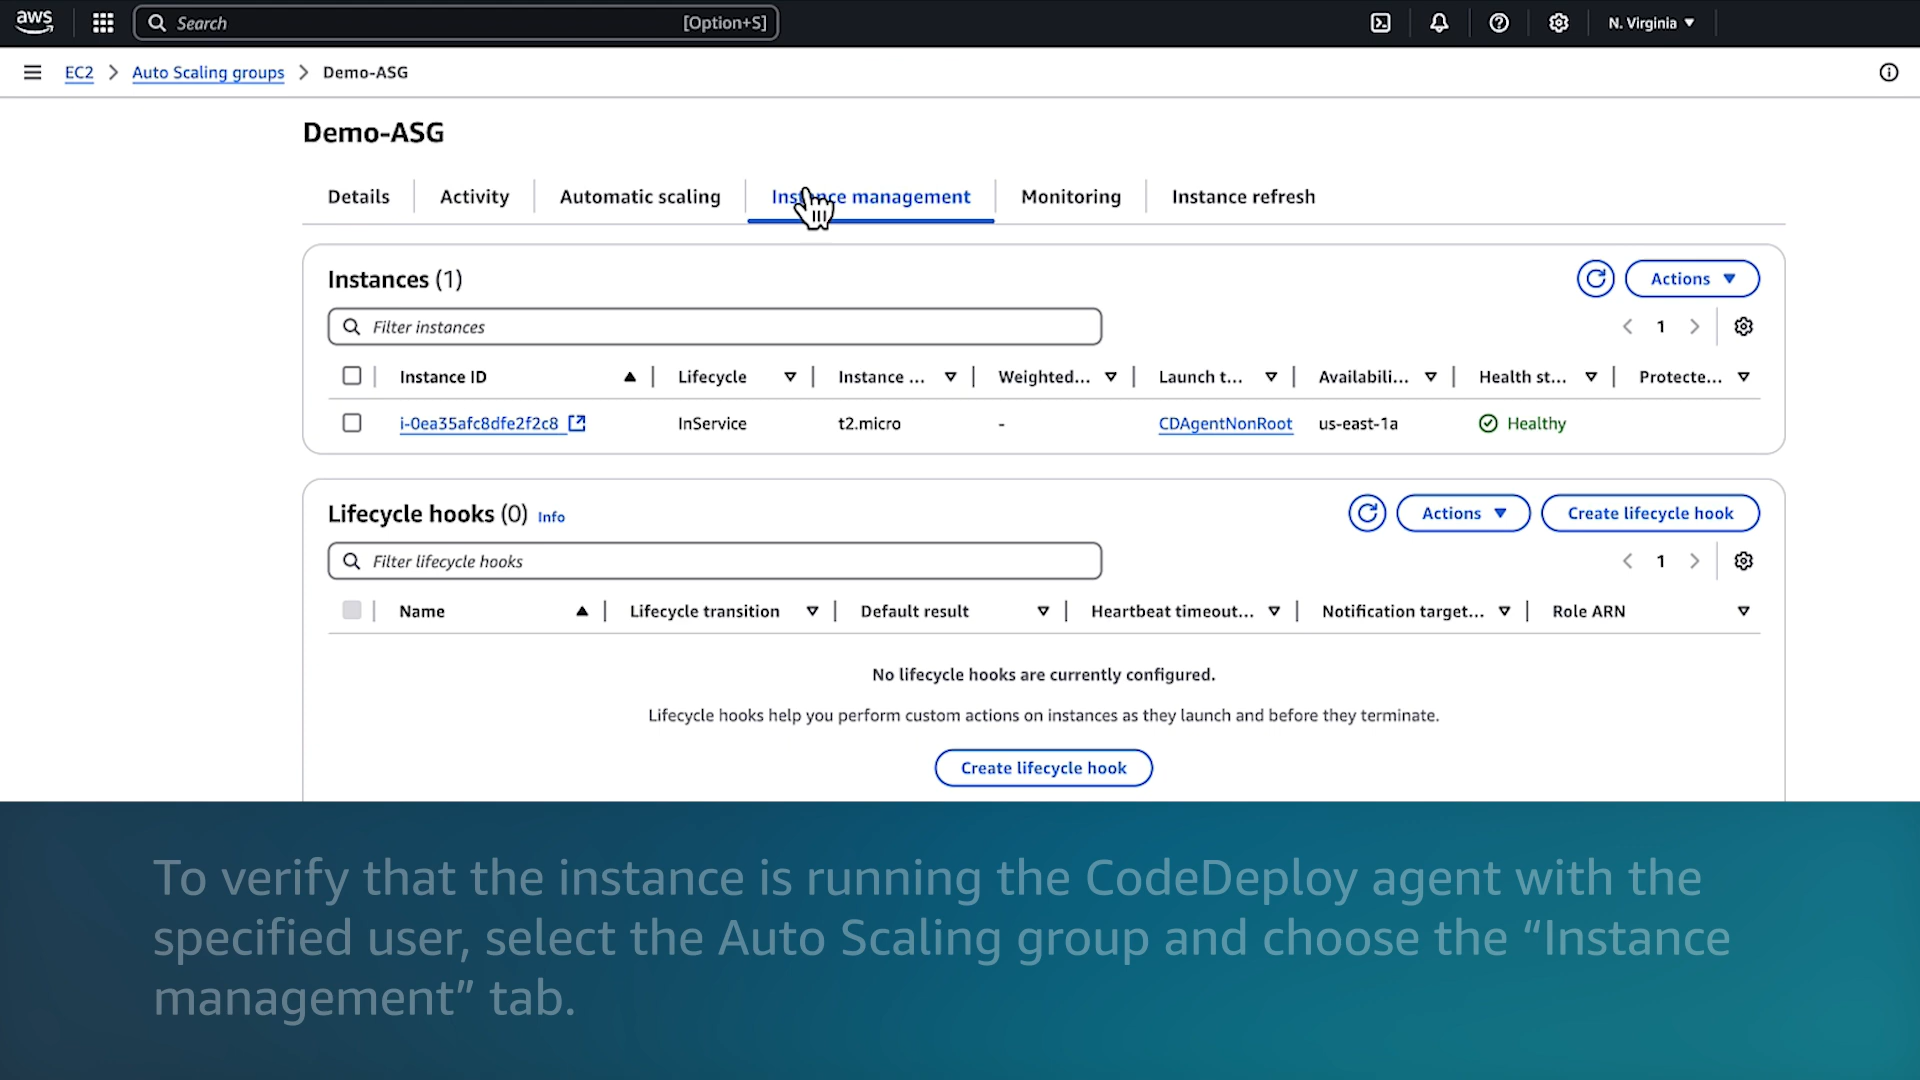 aws
Search [Option+S] N. Virginia
EC2 Auto Scaling groups Demo-ASG
Demo-ASG
Details Activity Automatic scaling Instance management Monitoring Instance refresh
Instances (1) Actions
Filter instances 1
Instance ID Lifecycle Instance ... Weighted... Launch t... Availabili... Health st... Protecte...
i-0ea35afc8dfe2f2c8 InService t2.micro - CDAgentNonRoot us-east-1a Healthy
Lifecycle hooks (0) Info Actions Create lifecycle hook
Filter lifecycle hooks 1
Name Lifecycle transition Default result Heartbeat timeout... Notification target... Role ARN
No lifecycle hooks are currently configured.
Lifecycle hooks help you perform custom actions on instances as they launch and before they terminate.
Create lifecycle hook
To verify that the instance is running the CodeDeploy agent with the
specified user, select the Auto Scaling group and choose the “Instance
management” tab.